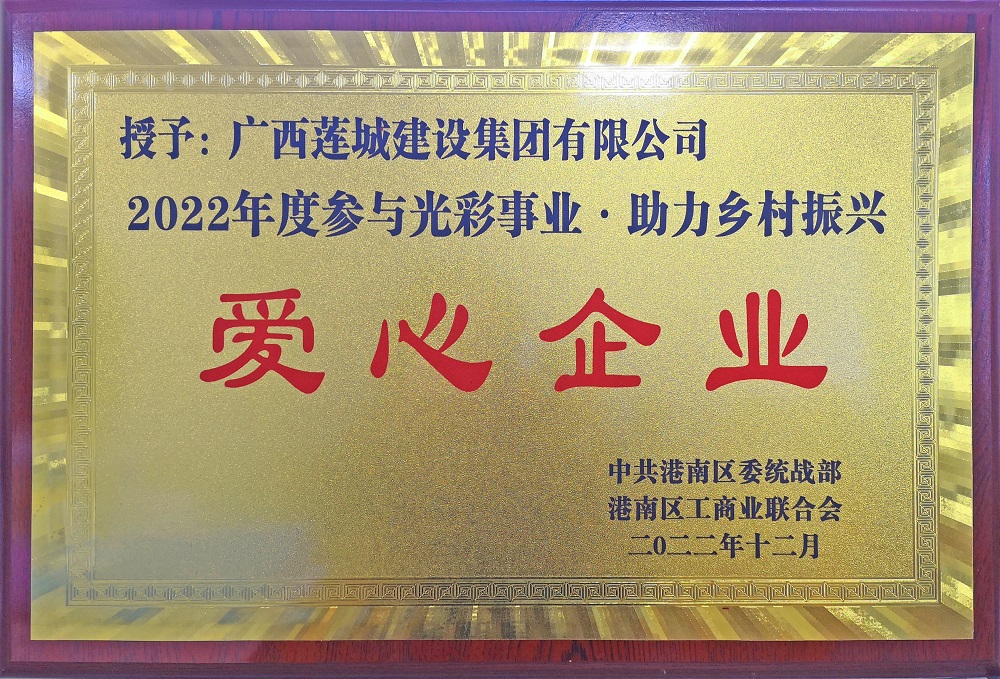 授予：广西莲城建设集团有限公司
2022年度参与光彩事业·助力乡村振兴
爱心企业
中共港南区委统战部
港南区工商业联合会
二0二二年十二月